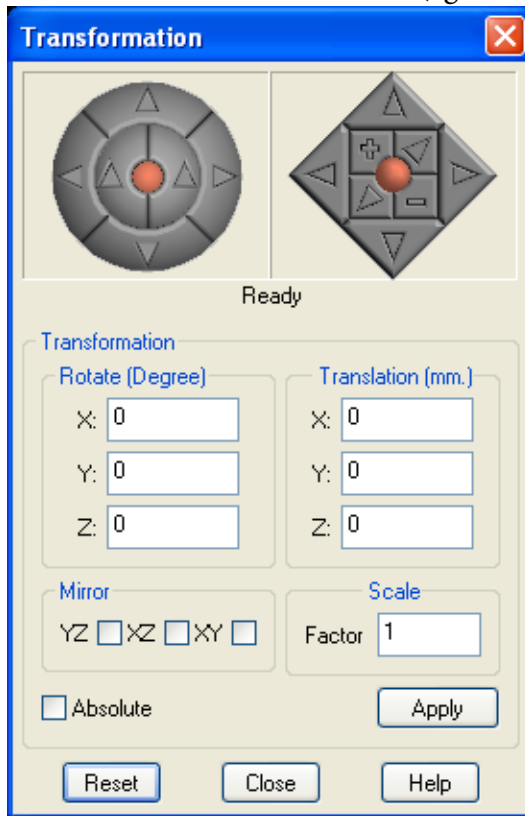 Transformation
Ready
Transformation
Rotate (Degree)
X: 0
Y: 0
Z: 0
Translation (mm.)
X: 0
Y: 0
Z: 0
Mirror
YZ XZ XY
Scale
Factor 1
Absolute
Apply
Reset Close Help